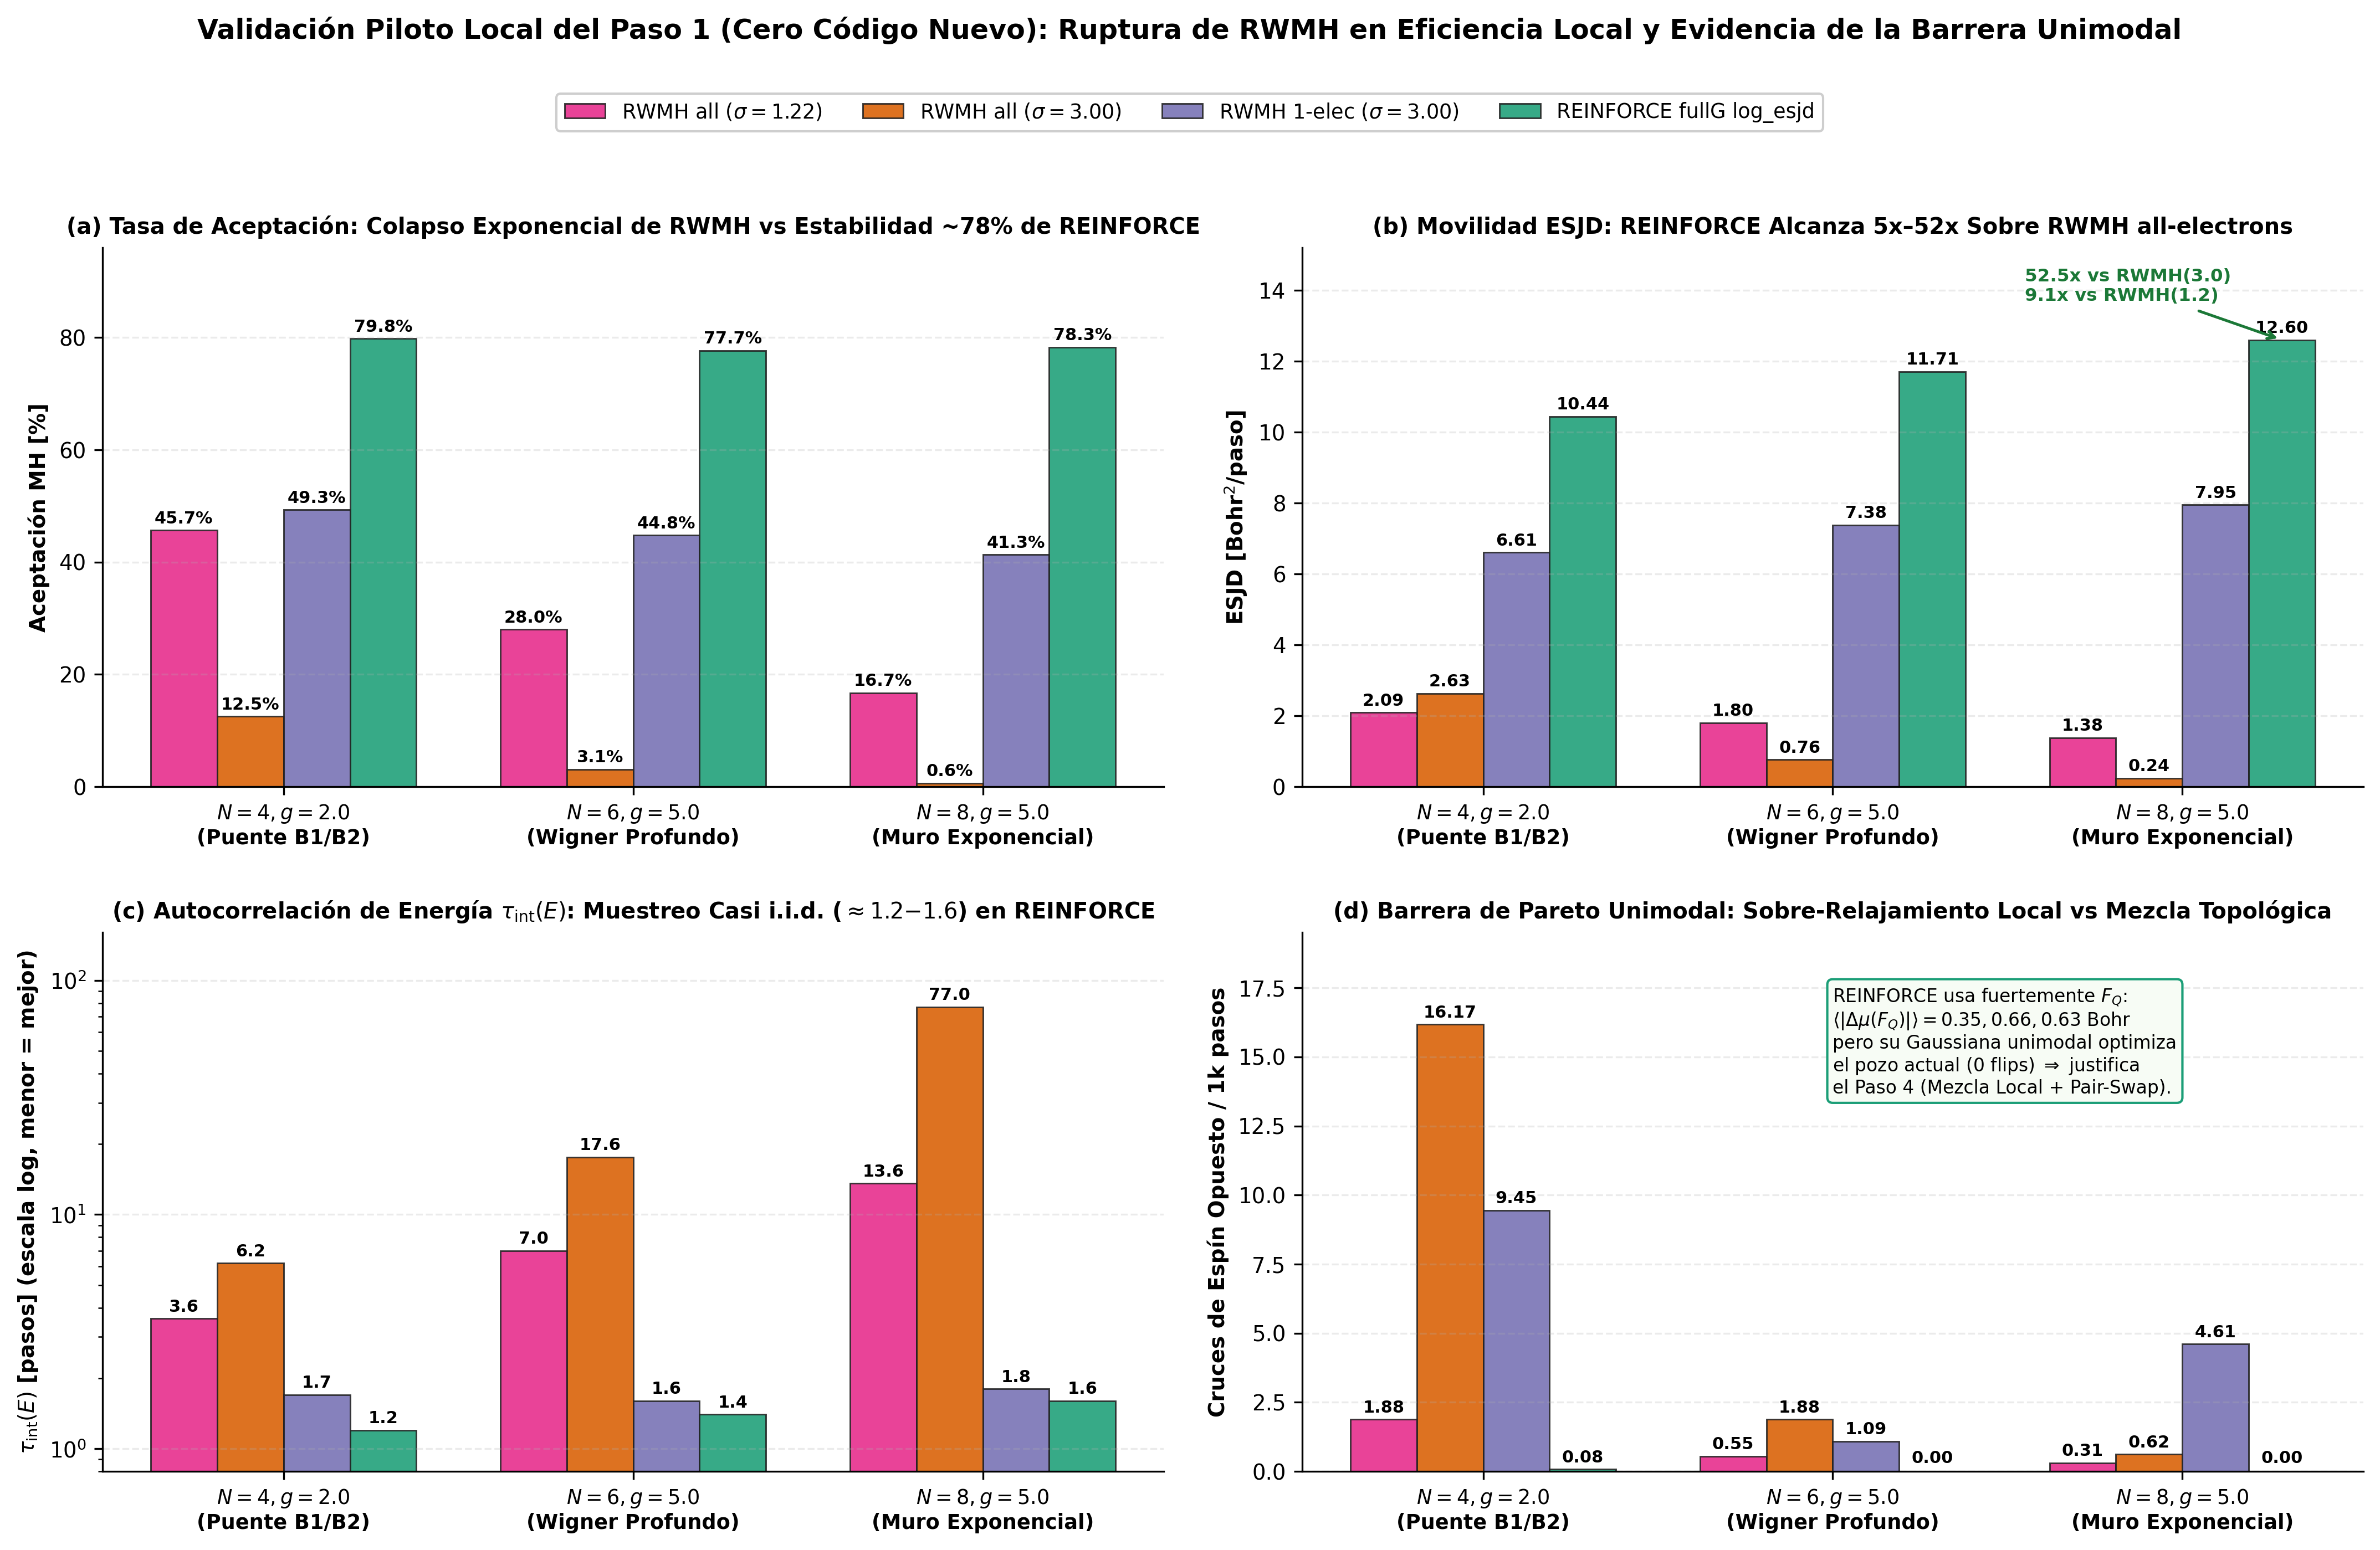 Validación Piloto Local del Paso 1 (Cero Código Nuevo): Ruptura de RWMH en Eficiencia Local y Evidencia de la Barrera Unimodal
RWMH all (σ = 1.22)
RWMH all (σ = 3.00)
RWMH 1-elec (σ = 3.00)
REINFORCE fullG log_esjd
(a) Tasa de Aceptación: Colapso Exponencial de RWMH vs Estabilidad ~78% de REINFORCE
Aceptación MH [%]
80
60
40
20
0
45.7%
12.5%
49.3%
79.8%
28.0%
3.1%
44.8%
77.7%
16.7%
0.6%
41.3%
78.3%
N = 4, g = 2.0
(Puente B1/B2)
N = 6, g = 5.0
(Wigner Profundo)
N = 8, g = 5.0
(Muro Exponencial)
(b) Movilidad ESJD: REINFORCE Alcanza 5x–52x Sobre RWMH all-electrons
ESJD [Bohr²/paso]
14
12
10
8
6
4
2
0
52.5x vs RWMH(3.0)
9.1x vs RWMH(1.2)
2.09
2.63
6.61
10.44
1.80
0.76
7.38
11.71
1.38
0.24
7.95
12.60
N = 4, g = 2.0
(Puente B1/B2)
N = 6, g = 5.0
(Wigner Profundo)
N = 8, g = 5.0
(Muro Exponencial)
(c) Autocorrelación de Energía τ_int(E): Muestreo Casi i.i.d. (≈1.2−1.6) en REINFORCE
τ_int(E) [pasos] (escala log, menor = mejor)
10²
10¹
10⁰
3.6
6.2
1.7
1.2
7.0
17.6
1.6
1.4
13.6
77.0
1.8
1.6
N = 4, g = 2.0
(Puente B1/B2)
N = 6, g = 5.0
(Wigner Profundo)
N = 8, g = 5.0
(Muro Exponencial)
(d) Barrera de Pareto Unimodal: Sobre-Relajamiento Local vs Mezcla Topológica
Cruces de Espín Opuesto / 1k pasos
17.5
15.0
12.5
10.0
7.5
5.0
2.5
0.0
REINFORCE usa fuertemente F_Q:
⟨|Δμ(F_Q)|⟩ = 0.35, 0.66, 0.63 Bohr
pero su Gaussiana unimodal optimiza
el pozo actual (0 flips) ⇒ justifica
el Paso 4 (Mezcla Local + Pair-Swap).
1.88
16.17
9.45
0.08
0.55
1.88
1.09
0.00
0.31
0.62
4.61
0.00
N = 4, g = 2.0
(Puente B1/B2)
N = 6, g = 5.0
(Wigner Profundo)
N = 8, g = 5.0
(Muro Exponencial)